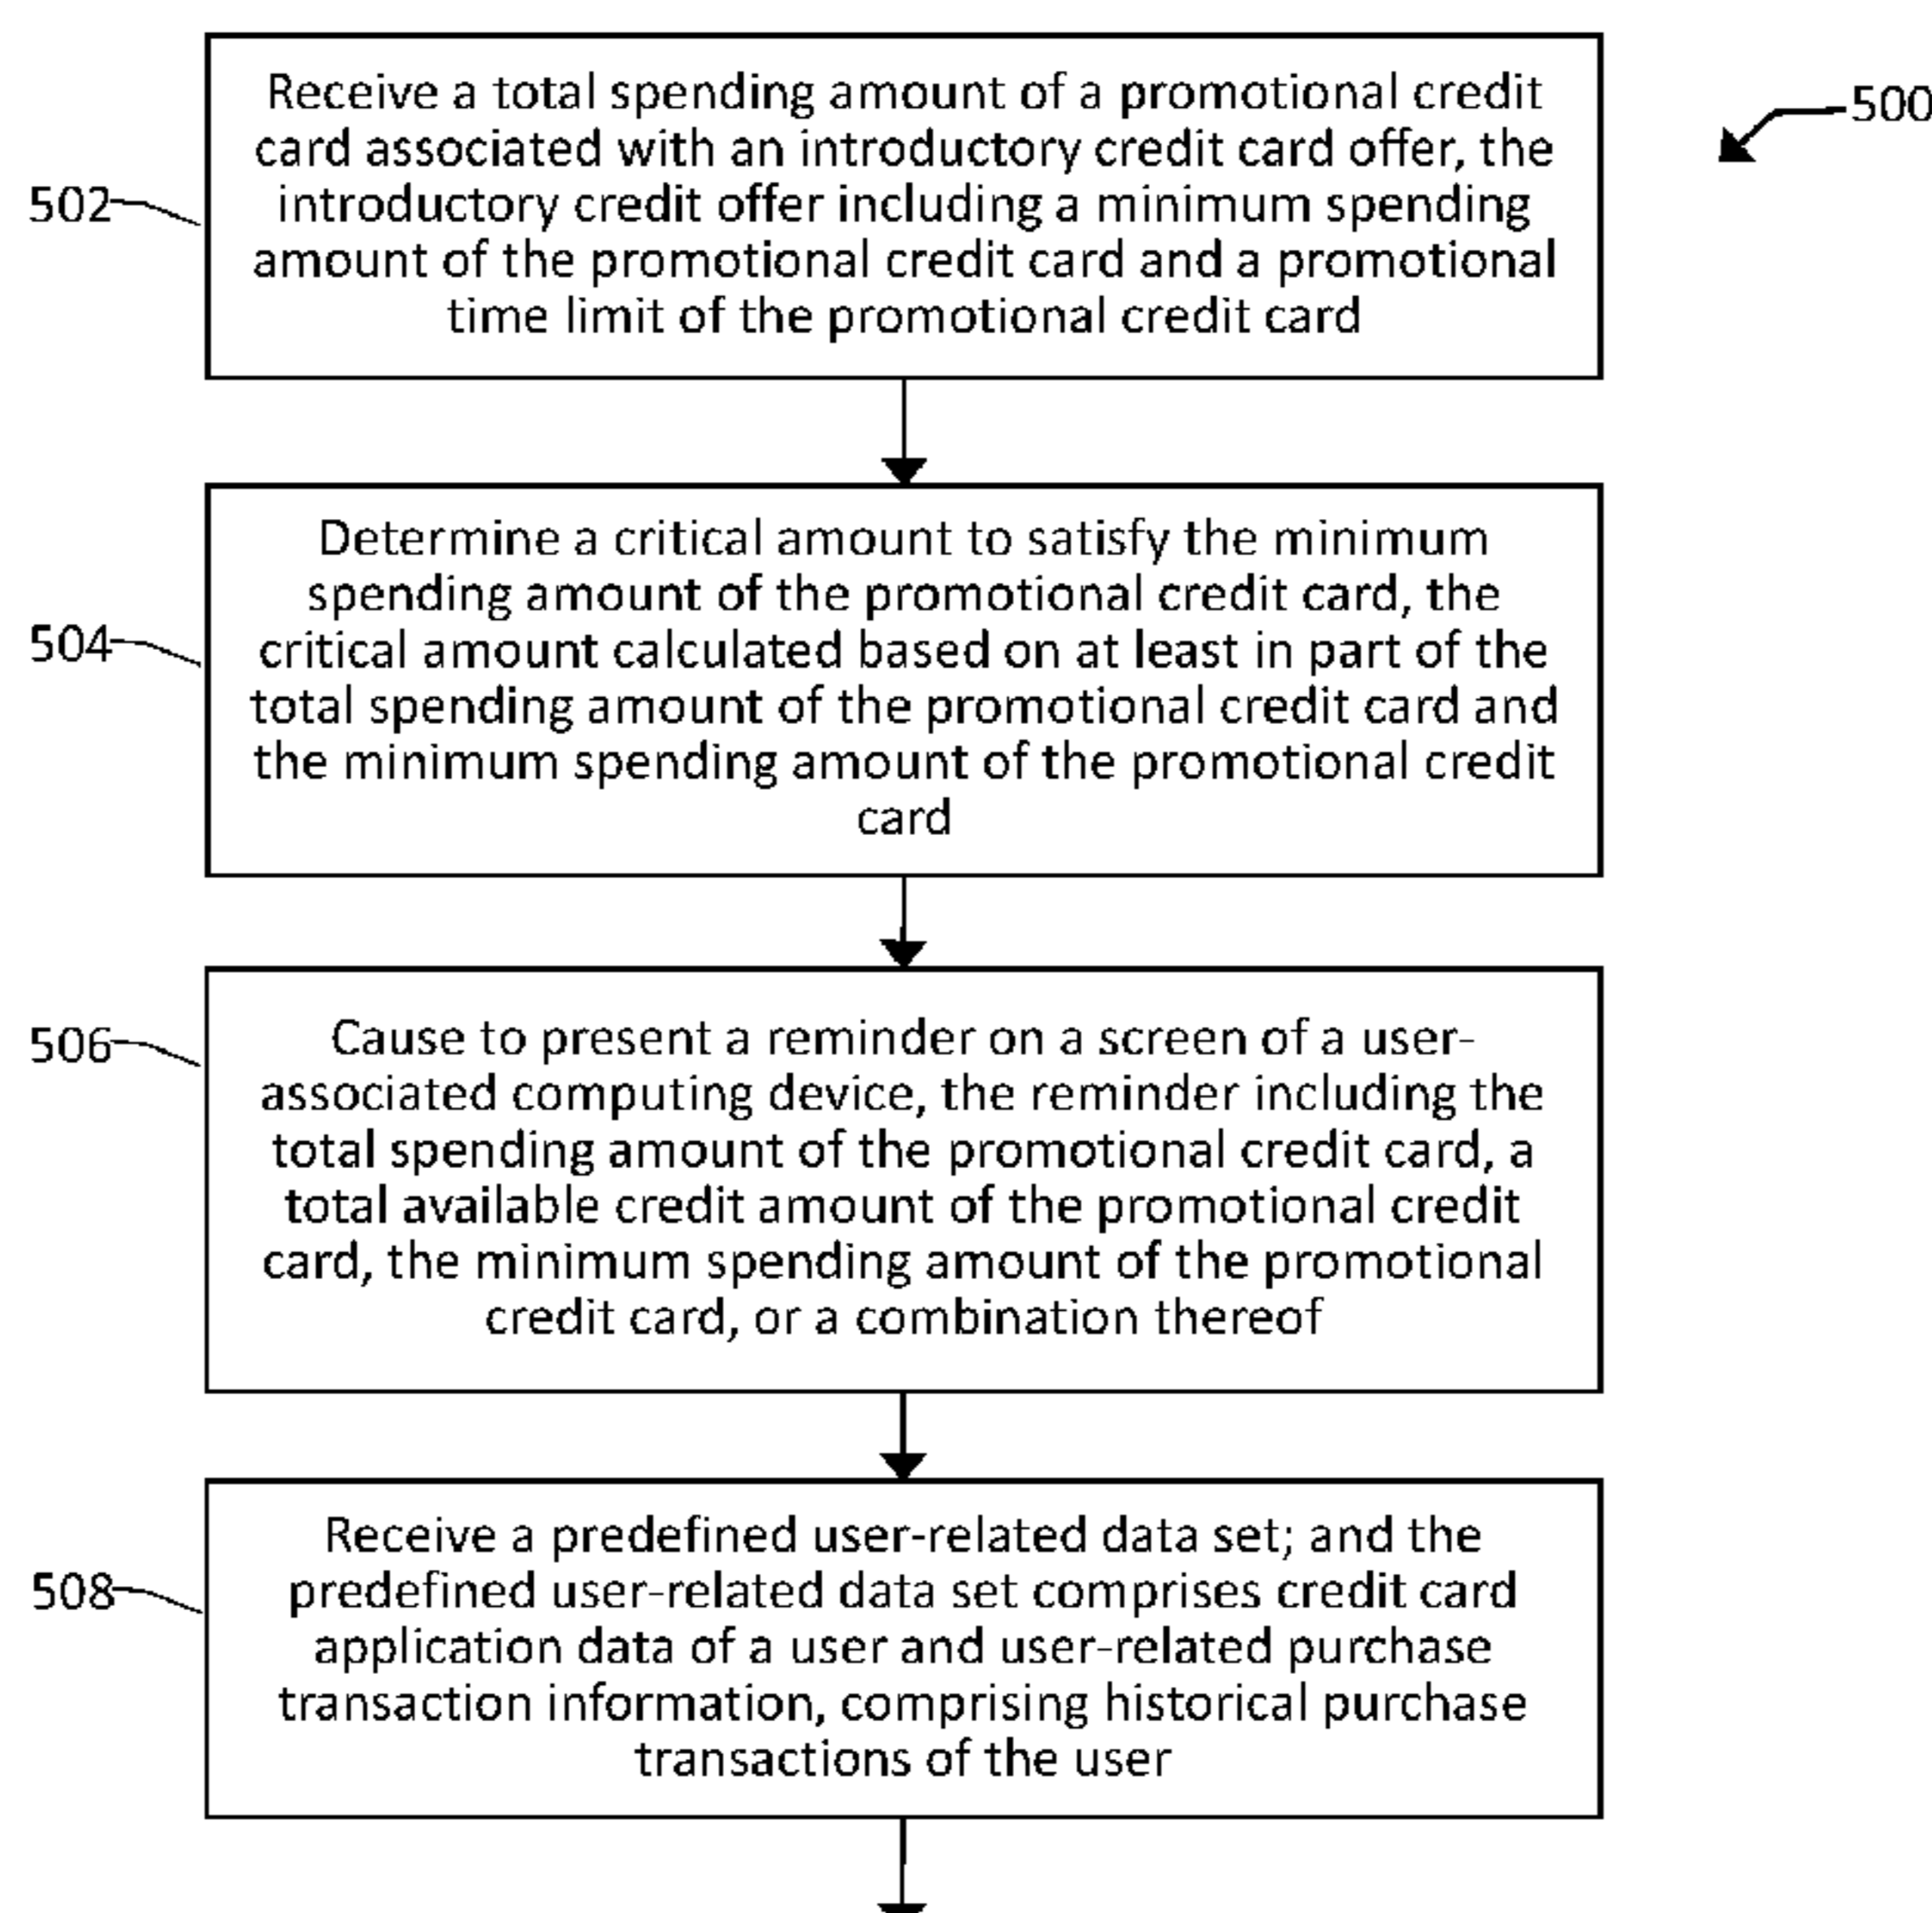 Receive a total spending amount of a promotional credit
card associated with an introductory credit card offer, the
introductory credit offer including a minimum spending
amount of the promotional credit card and a promotional
time limit of the promotional credit card
500
502
Determine a critical amount to satisfy the minimum
spending amount of the promotional credit card, the
critical amount calculated based on at least in part of the
total spending amount of the promotional credit card and
the minimum spending amount of the promotional credit
card
504
Cause to present a reminder on a screen of a user-
associated computing device, the reminder including the
total spending amount of the promotional credit card, a
total available credit amount of the promotional credit
card, the minimum spending amount of the promotional
credit card, or a combination thereof
506
Receive a predefined user-related data set; and the
predefined user-related data set comprises credit card
application data of a user and user-related purchase
transaction information, comprising historical purchase
transactions of the user
508